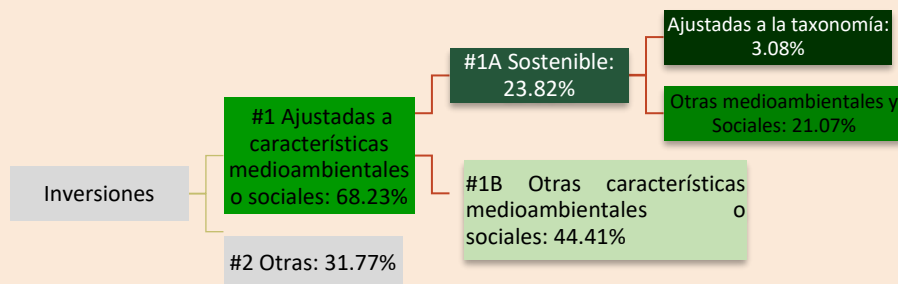 Inversiones
#1 Ajustadas a
características
medioambientales
o sociales: 68.23%
#2 Otras: 31.77%
#1A Sostenible:
23.82%
#1B Otras características
medioambientales o
sociales: 44.41%
Ajustadas a la taxonomía:
3.08%
Otras medioambientales y
Sociales: 21.07%